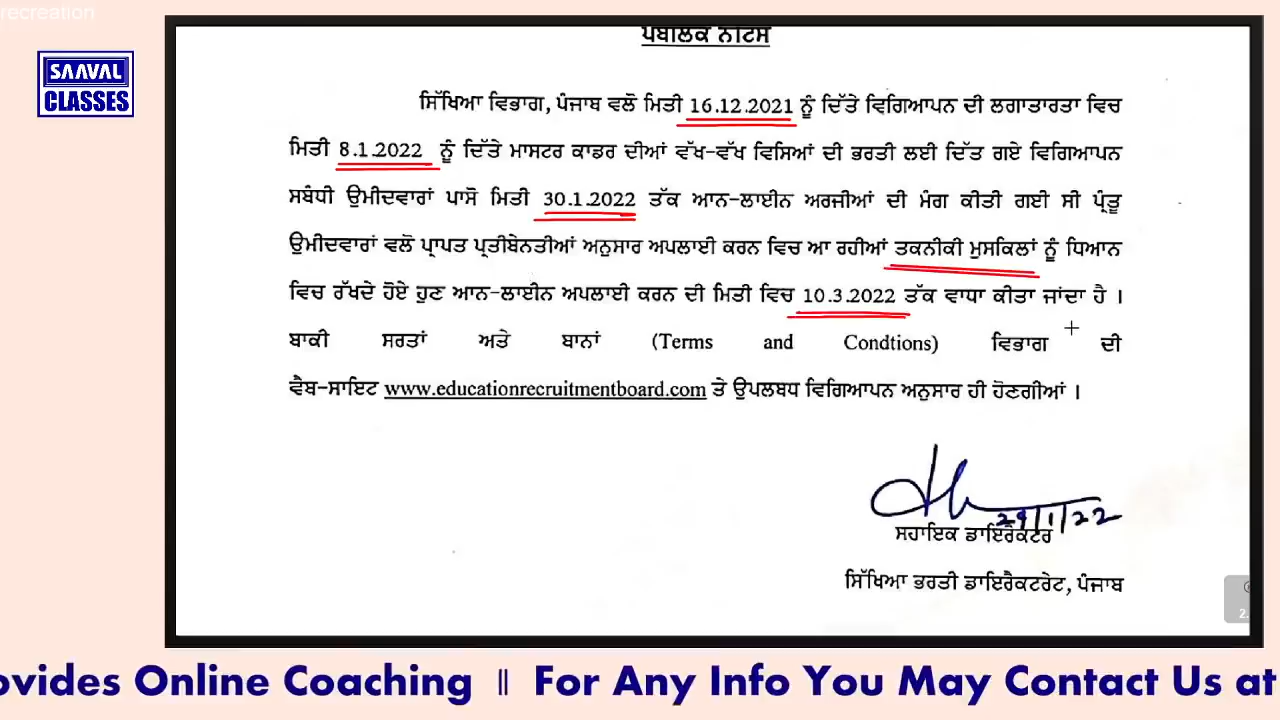 recreation
SAAVAL
CLASSES
ਪਬਲਿਕ ਨੋਟਿਸ
ਸਿੱਖਿਆ ਵਿਭਾਗ, ਪੰਜਾਬ ਵਲੋ ਮਿਤੀ 16.12.2021 ਨੂੰ ਦਿੱਤੇ ਵਿਗਿਆਪਨ ਦੀ ਲਗਾਤਾਰਤਾ ਵਿਚ
ਮਿਤੀ 8.1.2022 ਨੂੰ ਦਿੱਤੇ ਮਾਸਟਰ ਕਾਡਰ ਦੀਆਂ ਵੱਖ-ਵੱਖ ਵਿਸਿਆਂ ਦੀ ਭਰਤੀ ਲਈ ਦਿੱਤ ਗਏ ਵਿਗਿਆਪਨ
ਸਬੰਧੀ ਉਮੀਦਵਾਰਾਂ ਪਾਸੋ ਮਿਤੀ 30.1.2022 ਤੱਕ ਆਨ-ਲਾਈਨ ਅਰਜੀਆਂ ਦੀ ਮੰਗ ਕੀਤੀ ਗਈ ਸੀ ਪ੍ਰੰਤੂ
ਉਮੀਦਵਾਰਾਂ ਵਲੋ ਪ੍ਰਾਪਤ ਪ੍ਰਤੀਬੇਨਤੀਆਂ ਅਨੁਸਾਰ ਅਪਲਾਈ ਕਰਨ ਵਿਚ ਆ ਰਹੀਆਂ ਤਕਨੀਕੀ ਮੁਸਕਿਲਾਂ ਨੂੰ ਧਿਆਨ
ਵਿਚ ਰੱਖਦੇ ਹੋਏ ਹੁਣ ਆਨ-ਲਾਈਨ ਅਪਲਾਈ ਕਰਨ ਦੀ ਮਿਤੀ ਵਿਚ 10.3.2022 ਤੱਕ ਵਾਧਾ ਕੀਤਾ ਜਾਂਦਾ ਹੈ ।
ਬਾਕੀ ਸਰਤਾਂ ਅਤੇ ਬਾਨਾਂ (Terms and Condtions) ਵਿਭਾਗ ਦੀ
ਵੈਬ-ਸਾਇਟ www.educationrecruitmentboard.com ਤੇ ਉਪਲਬਧ ਵਿਗਿਆਪਨ ਅਨੁਸਾਰ ਹੀ ਹੋਣਗੀਆਂ ।
29/1/22
ਸਹਾਇਕ ਡਾਇਰੈਕਟਰ
ਸਿੱਖਿਆ ਭਰਤੀ ਡਾਇਰੈਕਟਰੇਟ, ਪੰਜਾਬ
ovides Online Coaching || For Any Info You May Contact Us at